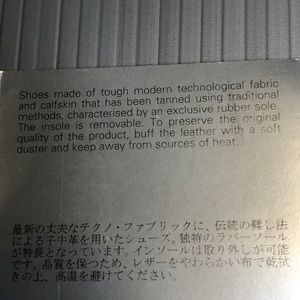 Shoes made of tough modern technological fabric
and calfskin that has been tanned using traditional
methods, characterised by an exclusive rubber sole.
The insole is removable. To preserve the original
quality of the product, buff the leather with a soft
duster and keep away from sources of heat.
最新の丈夫なテクノ・ファブリックに、伝統の鞣し法
による子牛革を用いたシューズ。独特のラバーソール
が特長となっています。インソールは取り外しが可能
です。品質を保つため、レザーをやわらかい布で乾拭
きの上、高温を避けてください。